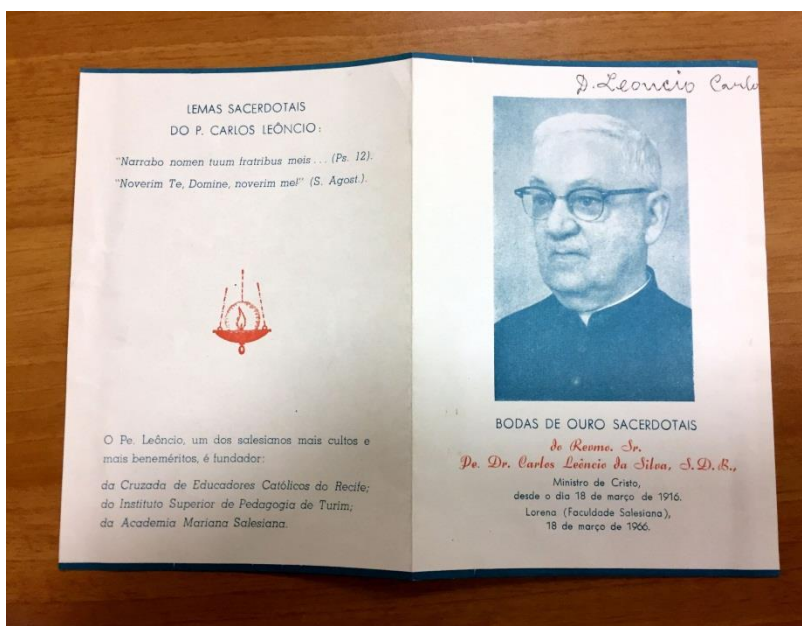 LEMAS SACERDOTAIS
DO P. CARLOS LEÔNCIO:
"Narrabo nomen tuum fratribus meis ... (Ps. 12).
"Noverim Te, Domine, noverim me!" (S. Agost.).
O Pe. Leôncio, um dos salesianos mais cultos e
mais beneméritos, é fundador:
da Cruzada de Educadores Católicos do Recife;
do Instituto Superior de Pedagogia de Turim;
da Academia Mariana Salesiana.
D. Leoncio Carlo
BODAS DE OURO SACERDOTAIS
do Revmo. Sr.
Pe. Dr. Carlos Leôncio da Silva, S. D. B.,
Ministro de Cristo,
desde o dia 18 de março de 1916.
Lorena (Faculdade Salesiana),
18 de março de 1966.